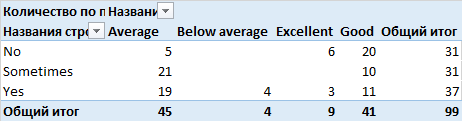 Количество по п Названи
Названия стро Average Below average Excellent Good Общий итог
No 5 6 20 31
Sometimes 21 10 31
Yes 19 4 3 11 37
Общий итог 45 4 9 41 99